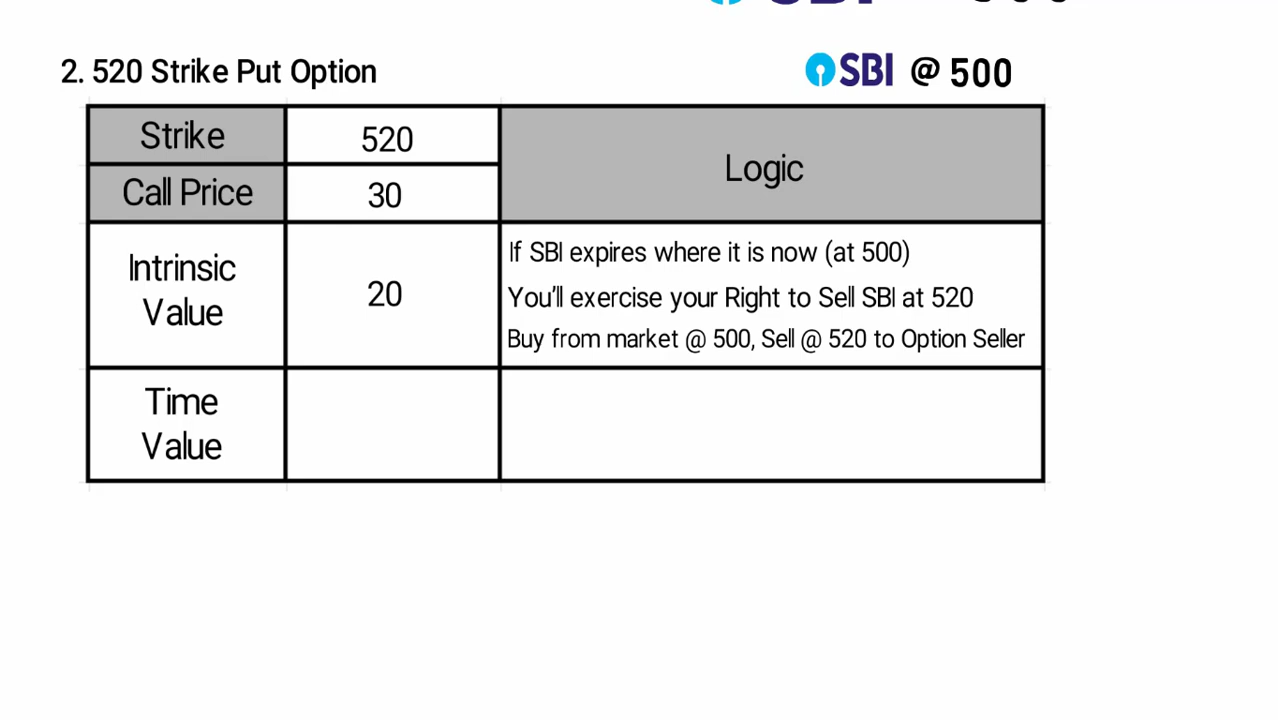 2. 520 Strike Put Option
SBI @ 500
Strike
520
Logic
Call Price
30
Intrinsic
Value
20
If SBI expires where it is now (at 500)
You'll exercise your Right to Sell SBI at 520
Buy from market @ 500, Sell @ 520 to Option Seller
Time
Value